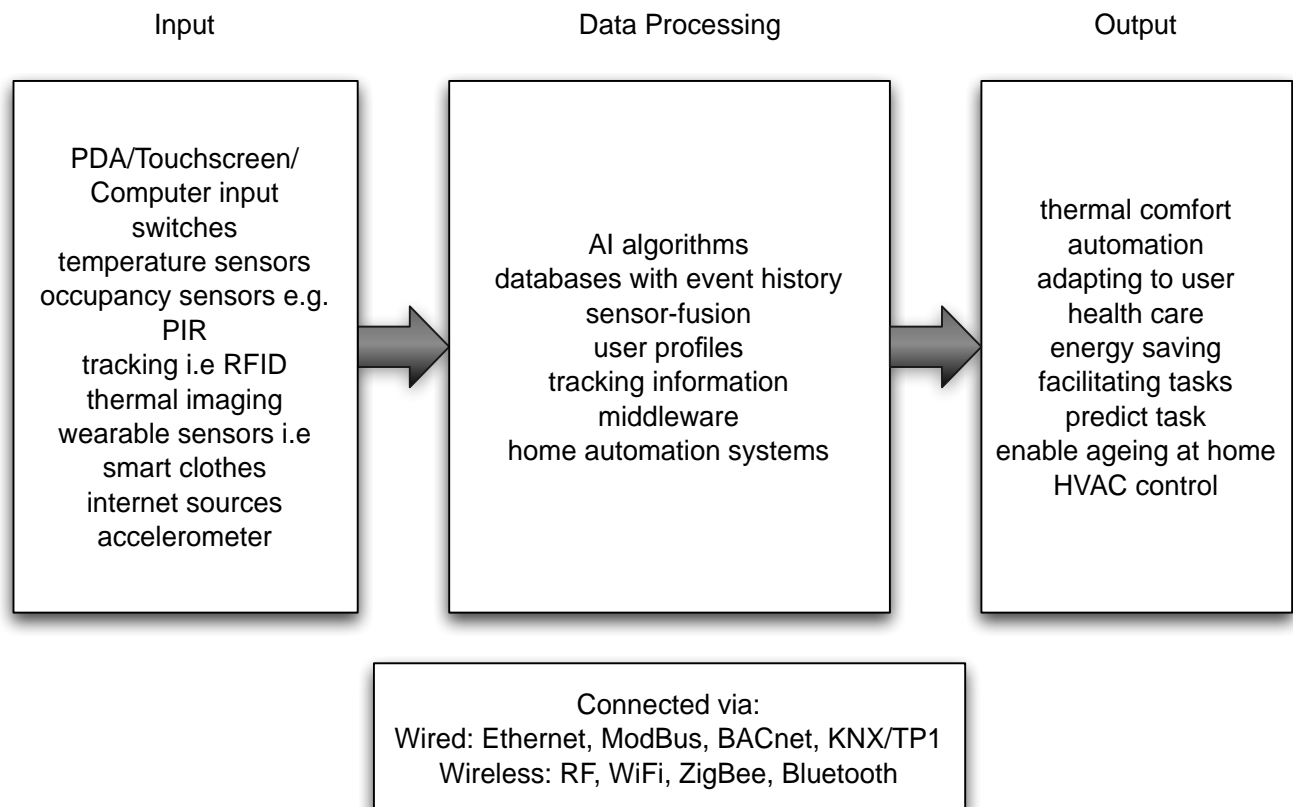 Input
Data Processing
Output
PDA/Touchscreen/
Computer input
switches
temperature sensors
occupancy sensors e.g.
PIR
tracking i.e RFID
thermal imaging
wearable sensors i.e
smart clothes
internet sources
accelerometer
AI algorithms
databases with event history
sensor-fusion
user profiles
tracking information
middleware
home automation systems
thermal comfort
automation
adapting to user
health care
energy saving
facilitating tasks
predict task
enable ageing at home
HVAC control
Connected via:
Wired: Ethernet, ModBus, BACnet, KNX/TP1
Wireless: RF, WiFi, ZigBee, Bluetooth